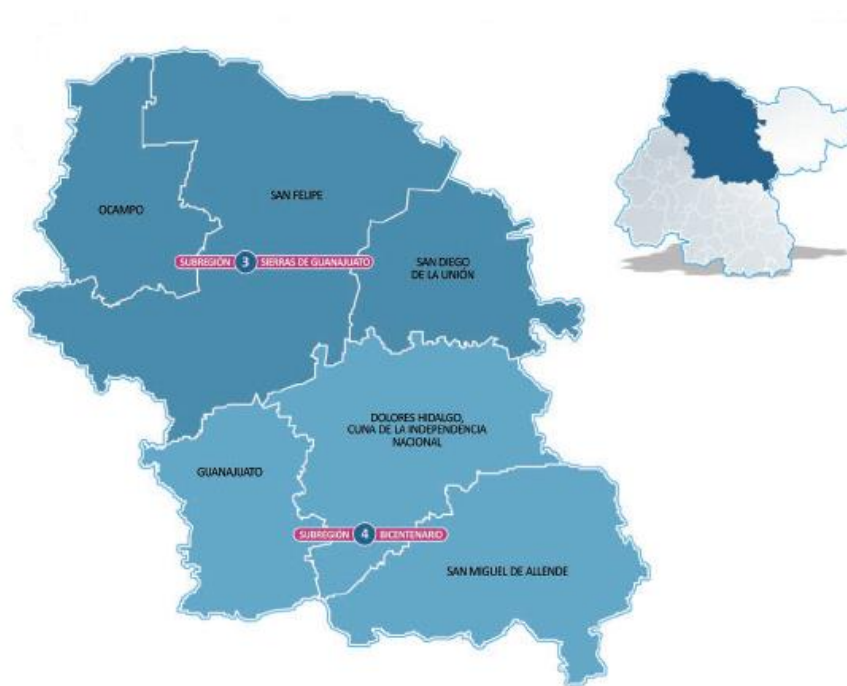 SAN FELIPE
OCAMPO
SUBREGIÓN 3 SIERRAS DE GUANAJUATO
SAN DIEGO
DE LA UNIÓN
DOLORES HIDALGO,
CUNA DE LA INDEPENDENCIA
NACIONAL
GUANAJUATO
SUBREGIÓN 4 BICENTENARIO
SAN MIGUEL DE ALLENDE